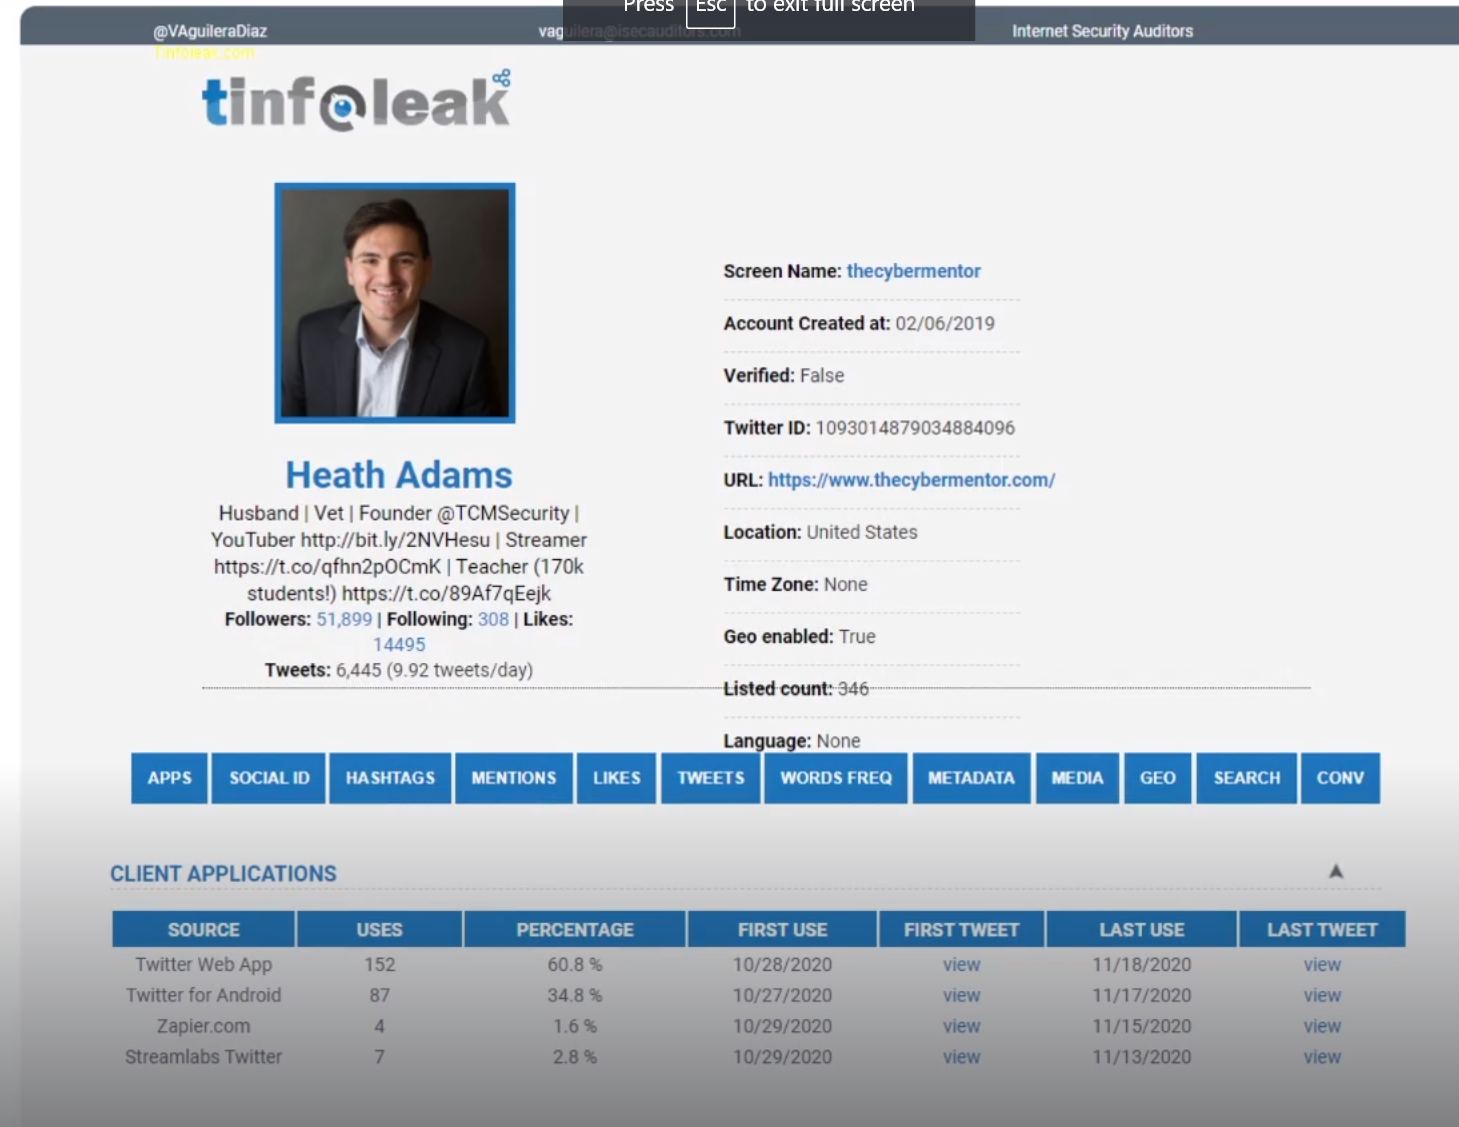 Press Esc to exit full screen
@VAguileraDiaz
vaguilera@isecauditors.com
Internet Security Auditors
Tinfoleak.com
tinfoleak
Screen Name: thecybermentor
Account Created at: 02/06/2019
Verified: False
Twitter ID: 1093014879034884096
URL: https://www.thecybermentor.com/
Location: United States
Time Zone: None
Geo enabled: True
Listed count: 346
Language: None
Heath Adams
Husband | Vet | Founder @TCMSecurity |
YouTuber http://bit.ly/2NVHesu | Streamer
https://t.co/qfhn2pOCmK | Teacher (170k
students!) https://t.co/89Af7qEejk
Followers: 51,899 | Following: 308 | Likes:
14495
Tweets: 6,445 (9.92 tweets/day)
APPS SOCIAL ID HASHTAGS MENTIONS LIKES TWEETS WORDS FREQ METADATA MEDIA GEO SEARCH CONV
CLIENT APPLICATIONS
SOURCE USES PERCENTAGE FIRST USE FIRST TWEET LAST USE LAST TWEET
Twitter Web App 152 60.8 % 10/28/2020 view 11/18/2020 view
Twitter for Android 87 34.8 % 10/27/2020 view 11/17/2020 view
Zapier.com 4 1.6 % 10/29/2020 view 11/15/2020 view
Streamlabs Twitter 7 2.8 % 10/29/2020 view 11/13/2020 view